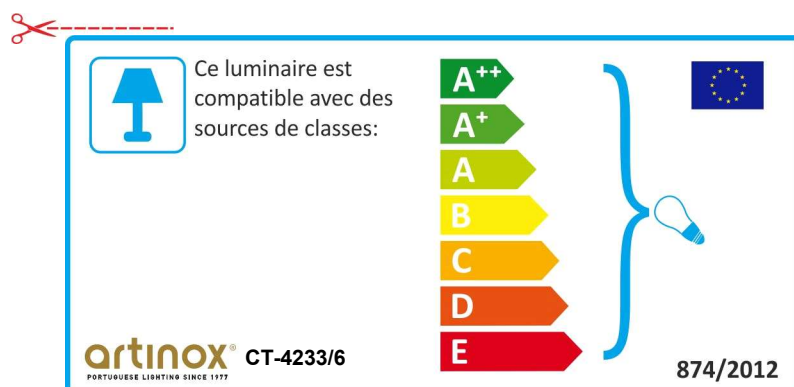 Ce luminaire est
compatible avec des
sources de classes:
A++
A+
A
B
C
D
E
artinox® CT-4233/6
PORTUGUESE LIGHTING SINCE 1977
874/2012